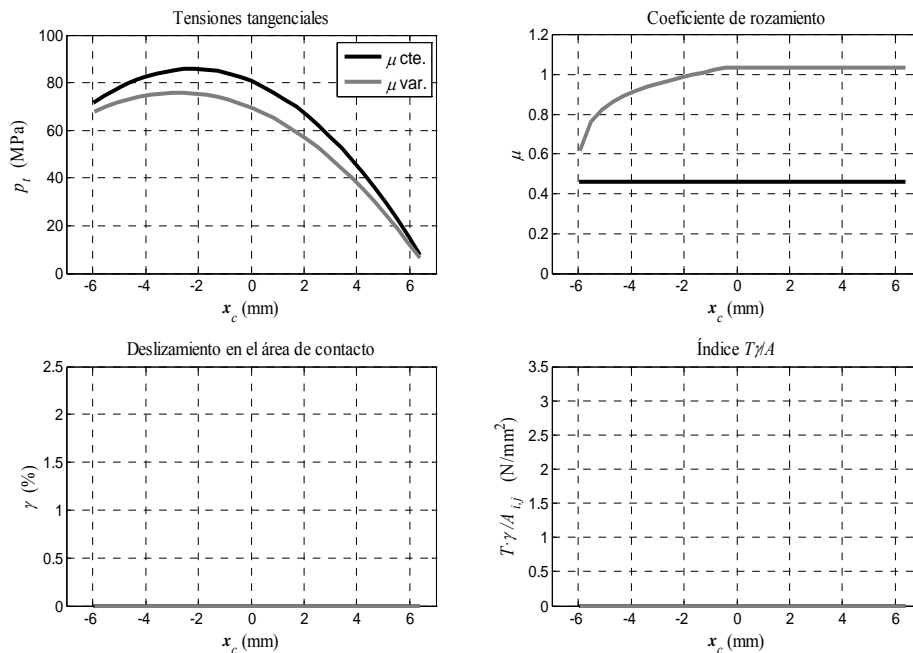 Tensiones tangenciales
100
80
60
40
20
0
p_t (MPa)
μ cte.
μ var.
-6 -4 -2 0 2 4 6
x_c (mm)
Coeficiente de rozamiento
1.2
1
0.8
0.6
0.4
0.2
0
μ
-6 -4 -2 0 2 4 6
x_c (mm)
Deslizamiento en el área de contacto
2.5
2
1.5
1
0.5
0
γ (%)
-6 -4 -2 0 2 4 6
x_c (mm)
Índice Tγ/A
3.5
3
2.5
2
1.5
1
0.5
0
T·γ/A_{i,j} (N/mm²)
-6 -4 -2 0 2 4 6
x_c (mm)